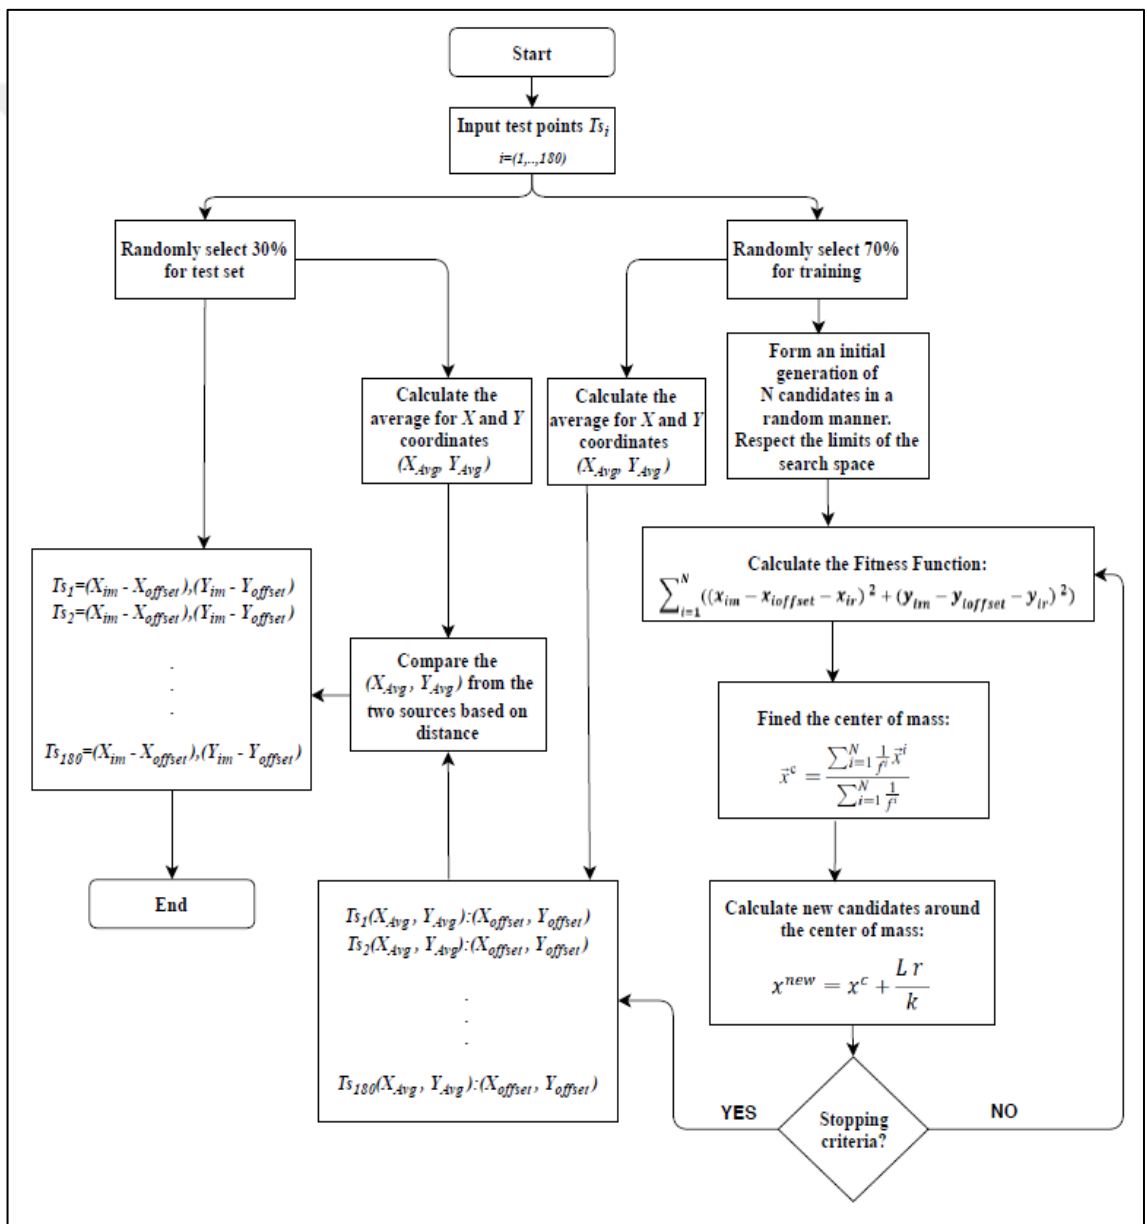 Start
Input test points Ts_i
i=(1,..,180)
Randomly select 30%
for test set
Randomly select 70%
for training
Form an initial
generation of
N candidates in a
random manner.
Respect the limits of the
search space
Calculate the
average for X and Y
coordinates
(X_Avg, Y_Avg)
Calculate the
average for X and Y
coordinates
(X_Avg, Y_Avg)
Calculate the Fitness Function:
∑_{i=1}^{N} ((x_im − x_ioffset − x_ir)² + (y_im − y_ioffset − y_ir)²)
Ts_1=(X_im - X_offset),(Y_im - Y_offset)
Ts_2=(X_im - X_offset),(Y_im - Y_offset)
.
.
.
Ts_180=(X_im - X_offset),(Y_im - Y_offset)
Compare the
(X_Avg, Y_Avg) from the
two sources based on
distance
Fined the center of mass:
x⃗^c = (∑_{i=1}^{N} (1/f^i) x⃗^i) / (∑_{i=1}^{N} 1/f^i)
End
Ts_1(X_Avg, Y_Avg):(X_offset, Y_offset)
Ts_2(X_Avg, Y_Avg):(X_offset, Y_offset)
.
.
.
Ts_180(X_Avg, Y_Avg):(X_offset, Y_offset)
Calculate new candidates around
the center of mass:
x^new = x^c + L r / k
YES
NO
Stopping
criteria?